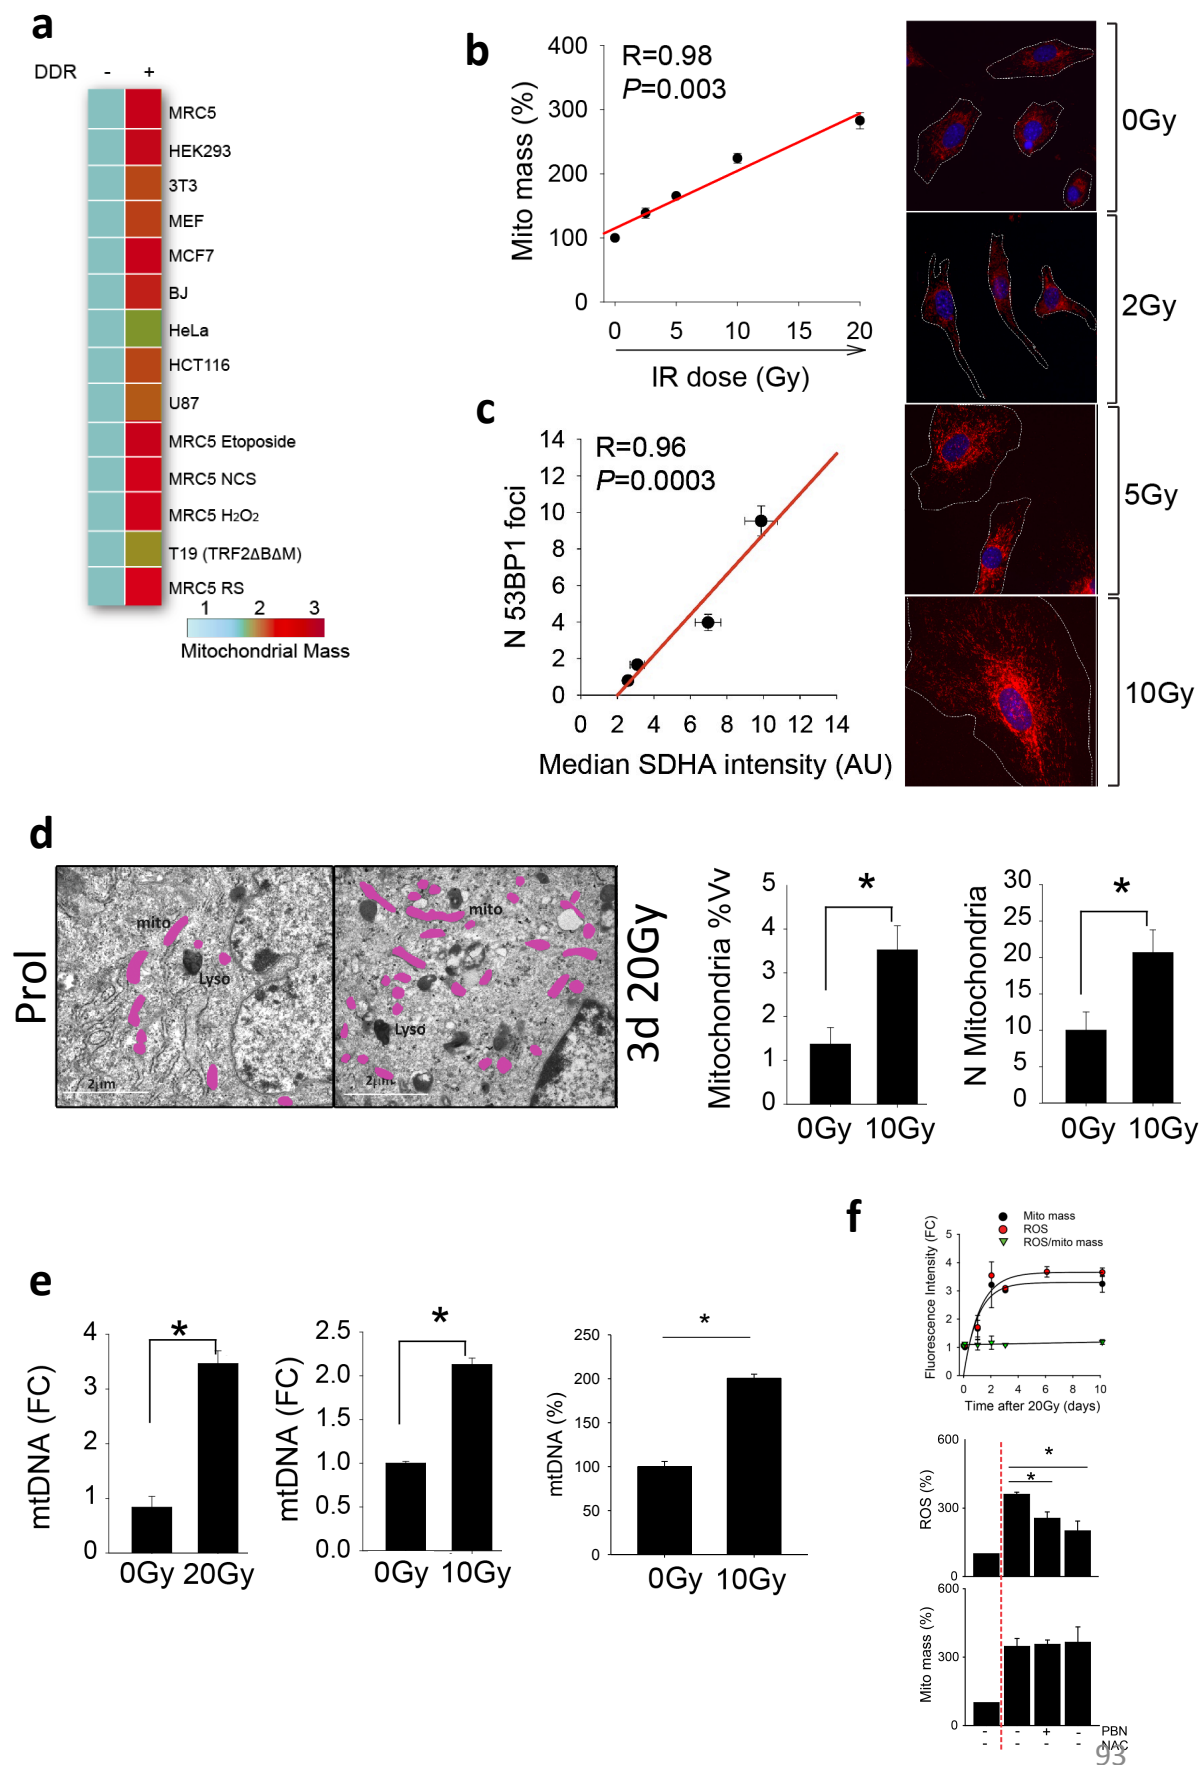 a
DDR - +
MRC5
HEK293
3T3
MEF
MCF7
BJ
HeLa
HCT116
U87
MRC5 Etoposide
MRC5 NCS
MRC5 H₂O₂
T19 (TRF2ΔBΔM)
MRC5 RS
1 2 3
Mitochondrial Mass
b
Mito mass (%)
400
300
200
100
0
R=0.98
P=0.003
0 5 10 15 20
IR dose (Gy)
0Gy
2Gy
5Gy
10Gy
c
N 53BP1 foci
14
12
10
8
6
4
2
0
R=0.96
P=0.0003
0 2 4 6 8 10 12 14
Median SDHA intensity (AU)
d
Prol
mito
Lyso
2μm
mito
Lyso
2μm
3d 20Gy
Mitochondria %Vv
5
4
3
2
1
0
*
0Gy 10Gy
N Mitochondria
30
25
20
15
10
5
0
*
0Gy 10Gy
e
mtDNA (FC)
4
3
2
1
0
*
0Gy 20Gy
mtDNA (FC)
2.5
2.0
1.5
1.0
0.5
0.0
*
0Gy 10Gy
mtDNA (%)
250
200
150
100
50
0
*
0Gy 10Gy
f
Mito mass
ROS
ROS/mito mass
Fluorescence Intensity (FC)
5
4
3
2
1
0
0 2 4 6 8 10
Time after 20Gy (days)
ROS (%)
600
300
0
*
*
Mito mass (%)
600
300
0
- - + - PBN
- - - - NAC
93